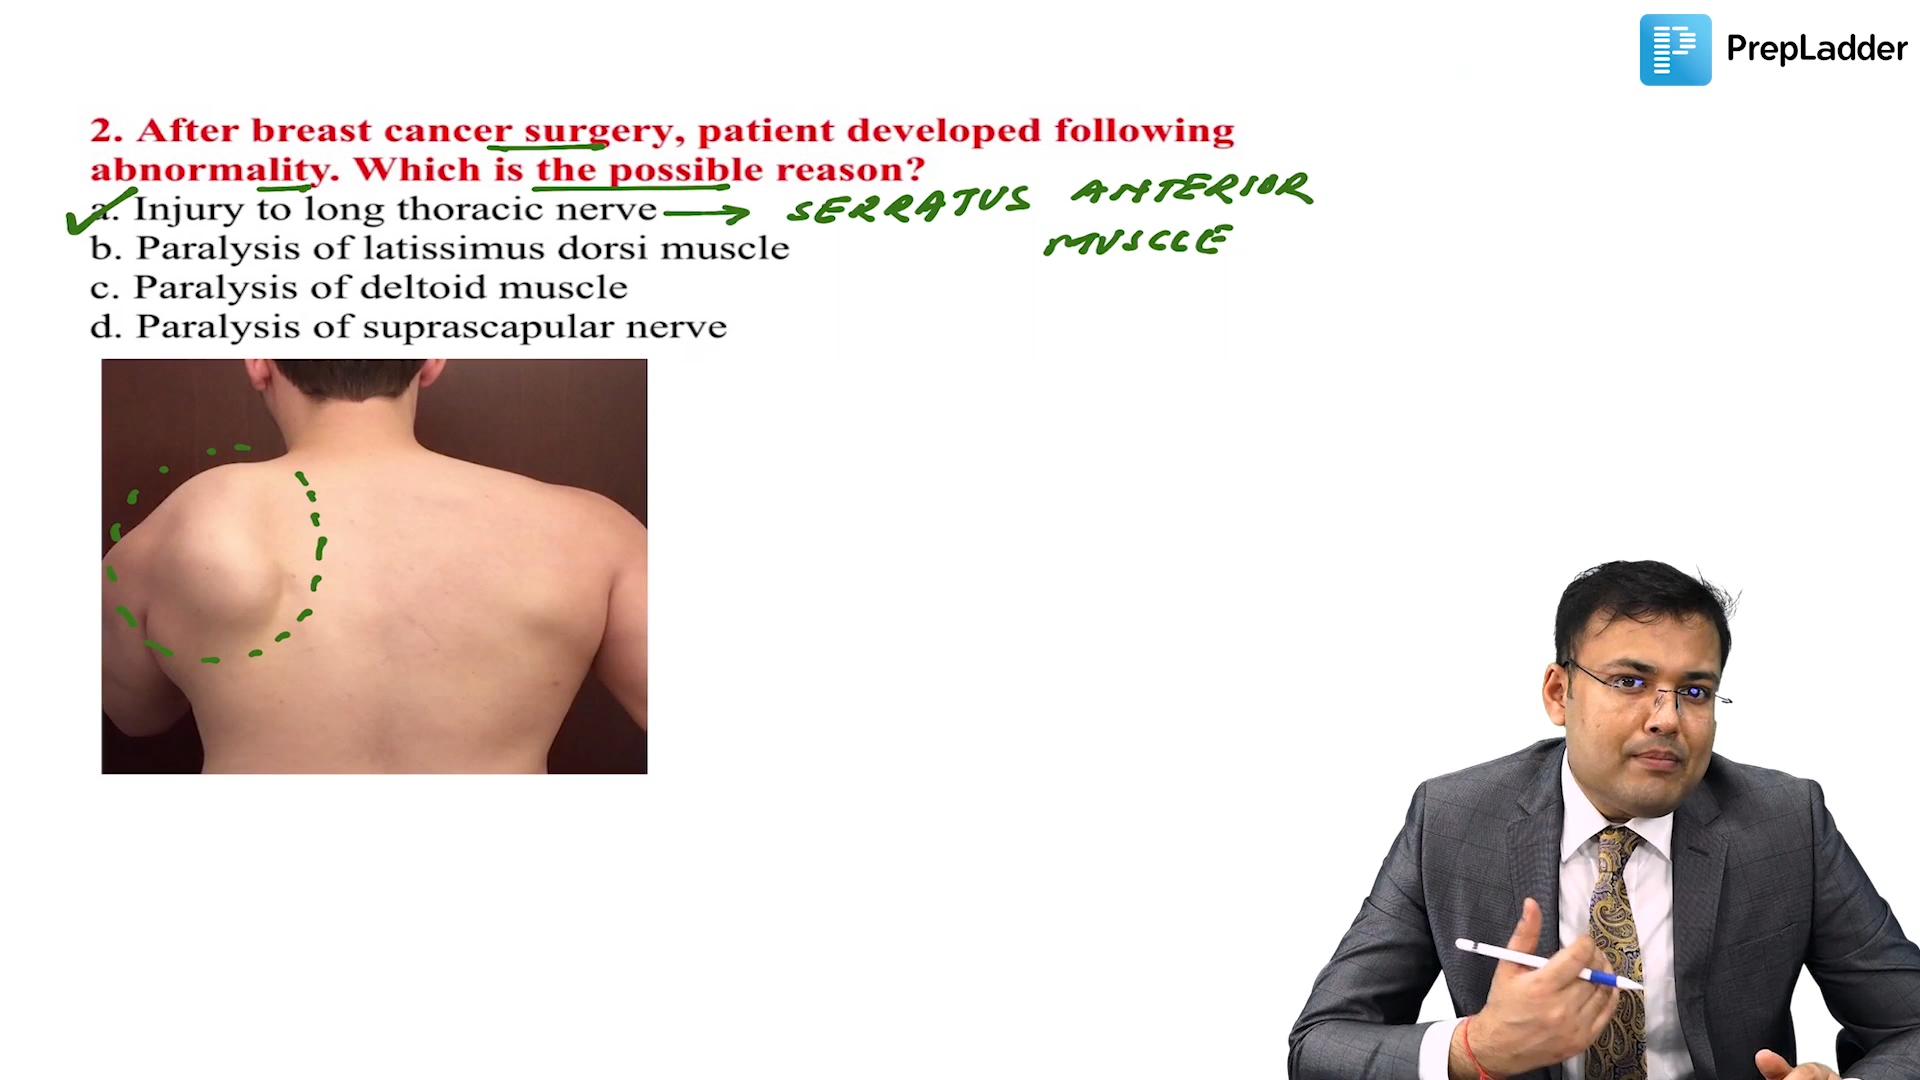 PrepLadder
2. After breast cancer surgery, patient developed following
abnormality. Which is the possible reason?
a. Injury to long thoracic nerve → SERRATUS ANTERIOR
MUSCLE
b. Paralysis of latissimus dorsi muscle
c. Paralysis of deltoid muscle
d. Paralysis of suprascapular nerve